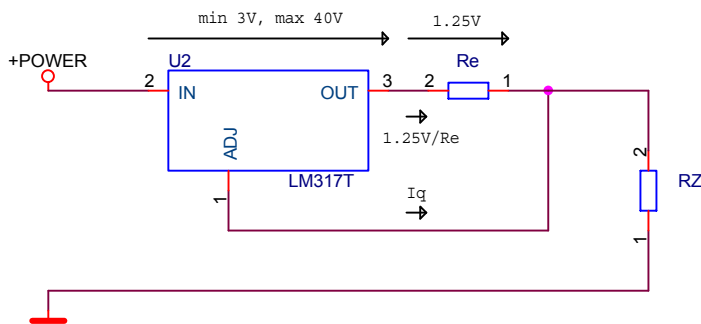 min 3V, max 40V
1.25V
+POWER
U2
Re
2
IN
OUT
3
2
1
ADJ
1.25V/Re
LM317T
1
Iq
2
RZ
1